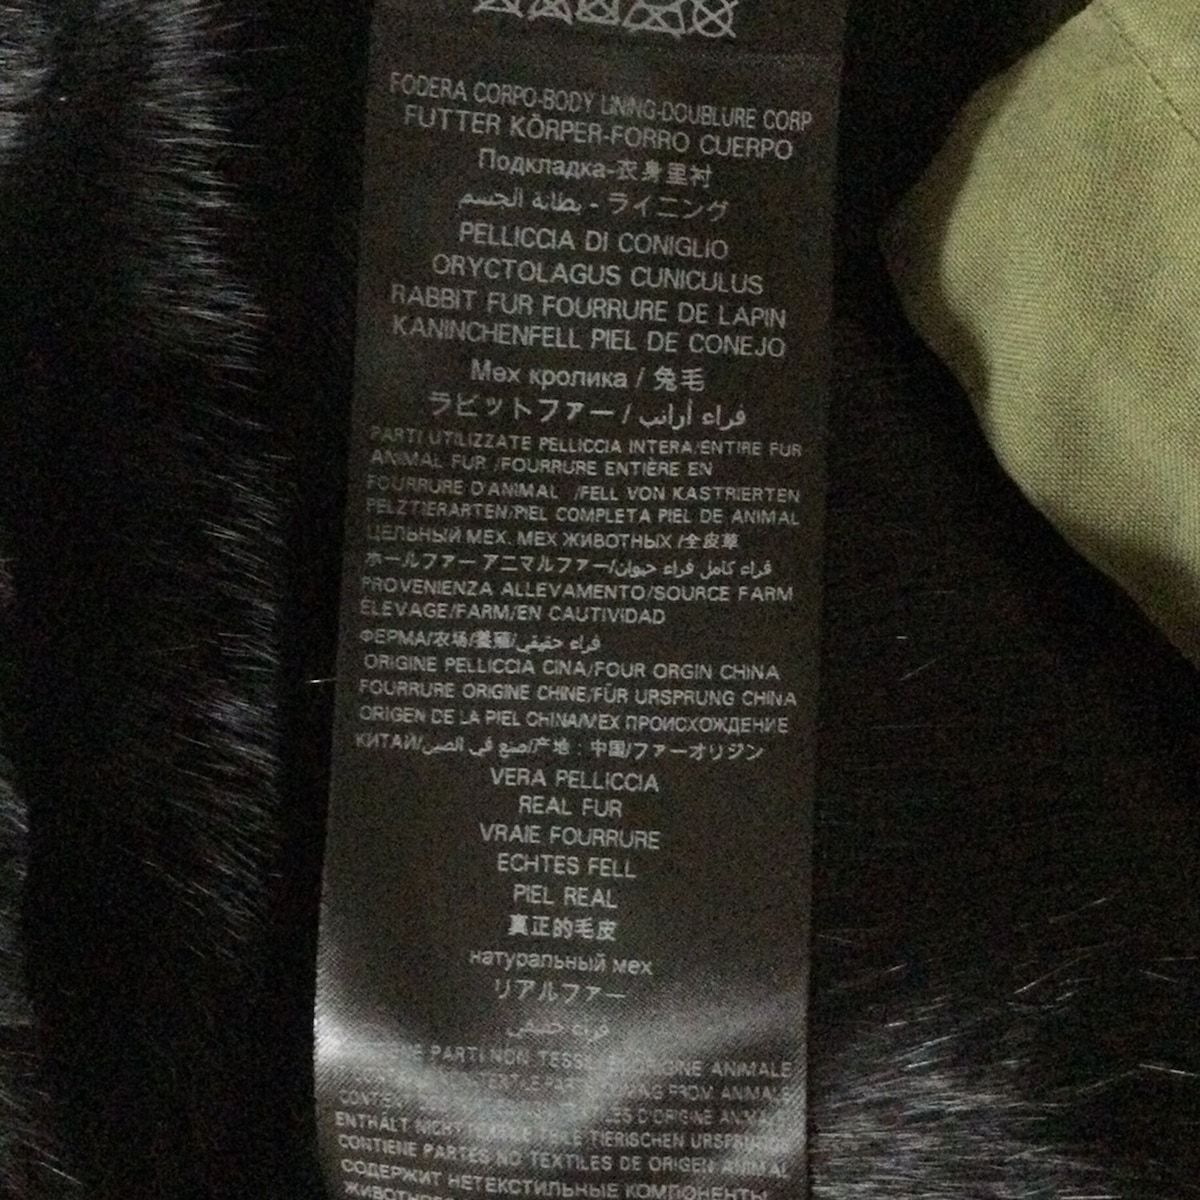 FODERA CORPO-BODY LINING-DOUBLURE CORP
FUTTER KÖRPER-FORRO CUERPO
Подкладка-衣身里衬
بطانة الجسم - ライニング
PELLICCIA DI CONIGLIO
ORYCTOLAGUS CUNICULUS
RABBIT FUR FOURRURE DE LAPIN
KANINCHENFELL PIEL DE CONEJO
Мех кролика / 兔毛
ラビットファー / فراء أرانب
PARTI UTILIZZATE PELLICCIA INTERA/ENTIRE FUR
ANIMAL FUR /FOURRURE ENTIÈRE EN
FOURRURE D'ANIMAL /FELL VON KASTRIERTEN
PELZTIERARTEN/PIEL COMPLETA PIEL DE ANIMAL
ЦЕЛЬНЫЙ МЕХ. МЕХ ЖИВОТНЫХ /全皮草
ホールファー アニマルファー/فراء كامل فراء حيوان
PROVENIENZA ALLEVAMENTO/SOURCE FARM
ÉLEVAGE/FARM/EN CAUTIVIDAD
ФЕРМА/农场/養殖/فراء حقيقي
ORIGINE PELLICCIA CINA/FOUR ORGIN CHINA
FOURRURE ORIGINE CHINE/FÜR URSPRUNG CHINA
ORIGEN DE LA PIEL CHINA/МЕХ ПРОИСХОЖДЕНИЕ
КИТАЙ/صنع في الصين/产地：中国/ファーオリジン
VERA PELLICCIA
REAL FUR
VRAIE FOURRURE
ECHTES FELL
PIEL REAL
真正的毛皮
натуральный мех
リアルファー
فراء حقيقي
PARTI NON ANIMALE
FROM
D'ORIGINE
ENTHÄLT TEILE TIERISCHEN
CONTIENE PARTES NO TEXTILES DE ORIGEN ANIMAL
СОДЕРЖИТ НЕТЕКСТИЛЬНЫЕ КОМПОНЕНТЫ